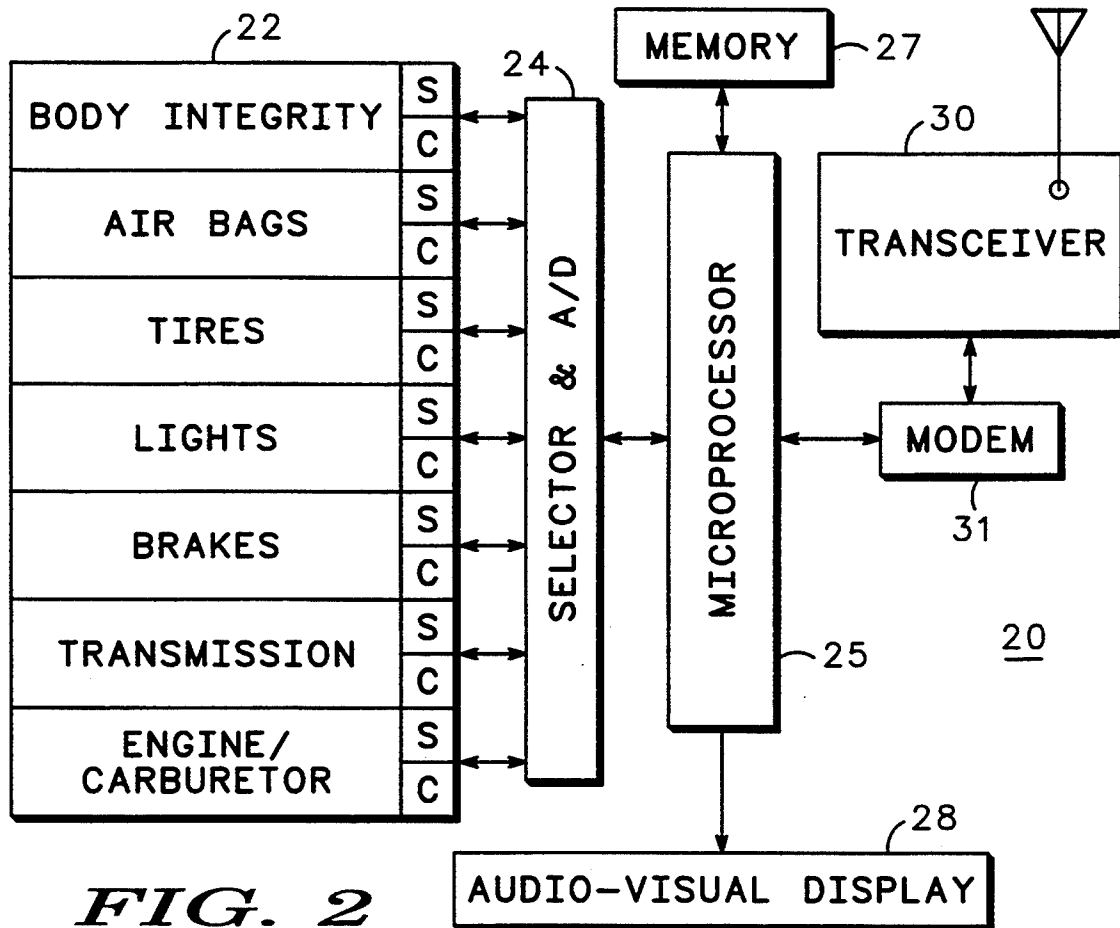 22
BODY INTEGRITY
S
C
AIR BAGS
S
C
TIRES
S
C
LIGHTS
S
C
BRAKES
S
C
TRANSMISSION
S
C
ENGINE/
CARBURETOR
S
C
24
SELECTOR & A/D
MEMORY
27
MICROPROCESSOR
25
30
TRANSCEIVER
MODEM
31
20
28
AUDIO-VISUAL DISPLAY
FIG. 2